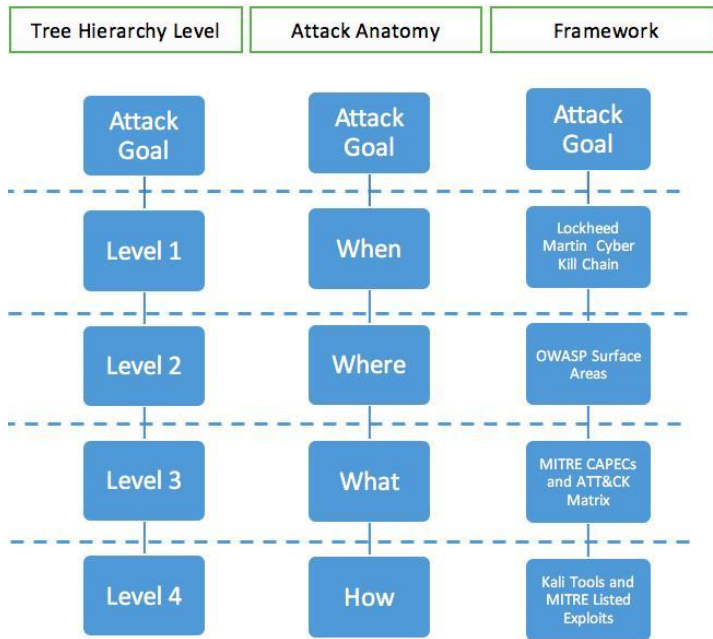 Tree Hierarchy Level
Attack Anatomy
Framework
Attack
Goal
Attack
Goal
Attack
Goal
Level 1
When
Lockheed
Martin Cyber
Kill Chain
Level 2
Where
OWASP Surface
Areas
Level 3
What
MITRE CAPECs
and ATT&CK
Matrix
Level 4
How
Kali Tools and
MITRE Listed
Exploits